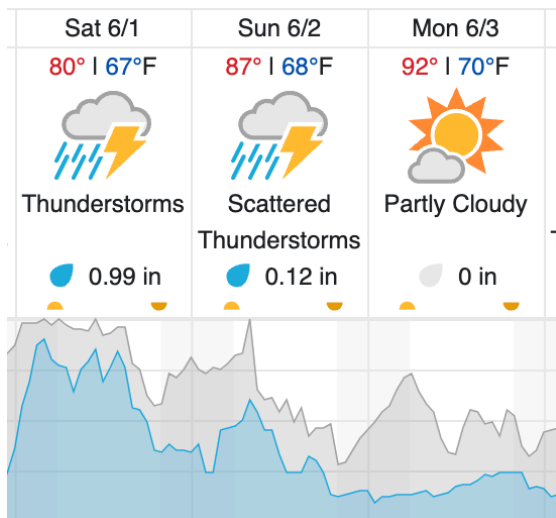 Sat 6/1
Sun 6/2
Mon 6/3
80° | 67°F
87° | 68°F
92° | 70°F
Thunderstorms
Scattered
Thunderstorms
Partly Cloudy
0.99 in
0.12 in
0 in